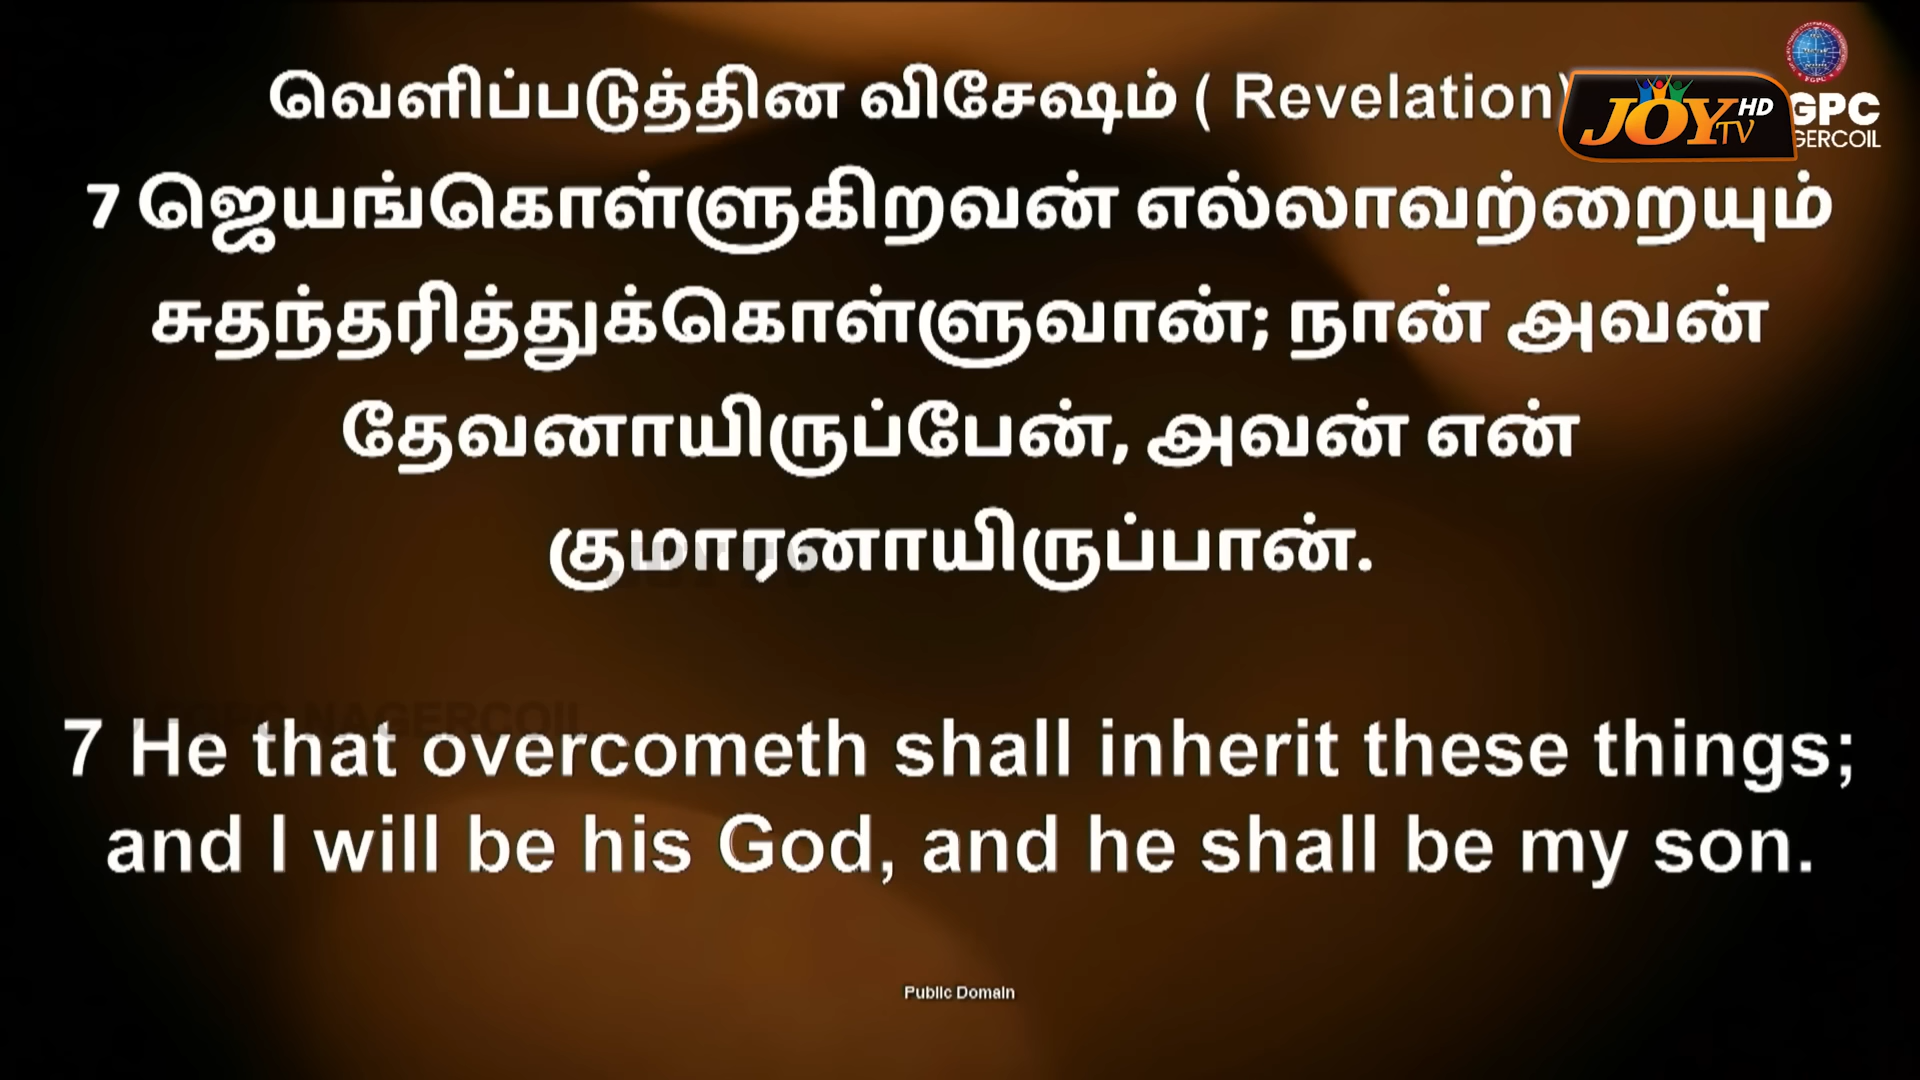 வெளிப்படுத்தின விசேஷம் ( Revelation)
JOY TV HD
GPC
GERCOIL
FGPC
7 ஜெயங்கொள்ளுகிறவன் எல்லாவற்றையும்
சுதந்தரித்துக்கொள்ளுவான்; நான் அவன்
தேவனாயிருப்பேன், அவன் என்
குமாரனாயிருப்பான்.
NAGERCOIL
7 He that overcometh shall inherit these things;
and I will be his God, and he shall be my son.
Public Domain